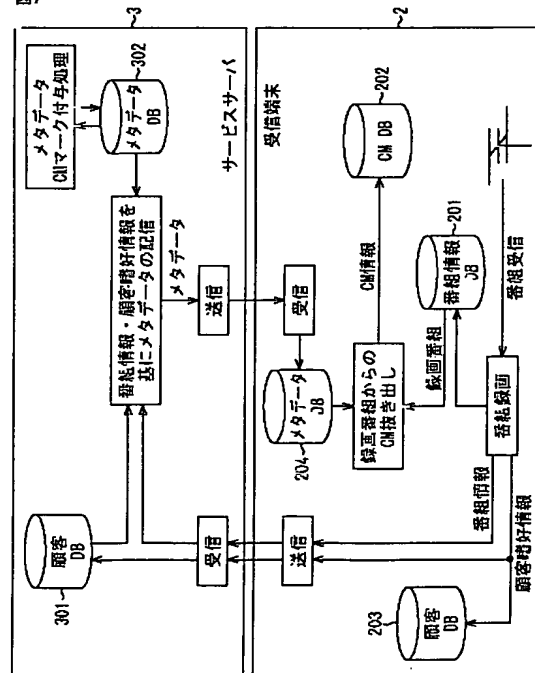 図7
3
メタデータ
CMマーク付与処理
メタデータ
DB
302
サービスサーバ
番組情報・顧客嗜好情報を
基にメタデータの配信
メタデータ
送信
顧客
DB
301
受信
2
受信端末
CM DB
202
CM情報
受信
メタデータ
DB
204
録画番組からの
CM抜き出し
録画番組
番組情報
DB
201
番組受信
番組録画
番組情報
顧客嗜好情報
送信
顧客
DB
203